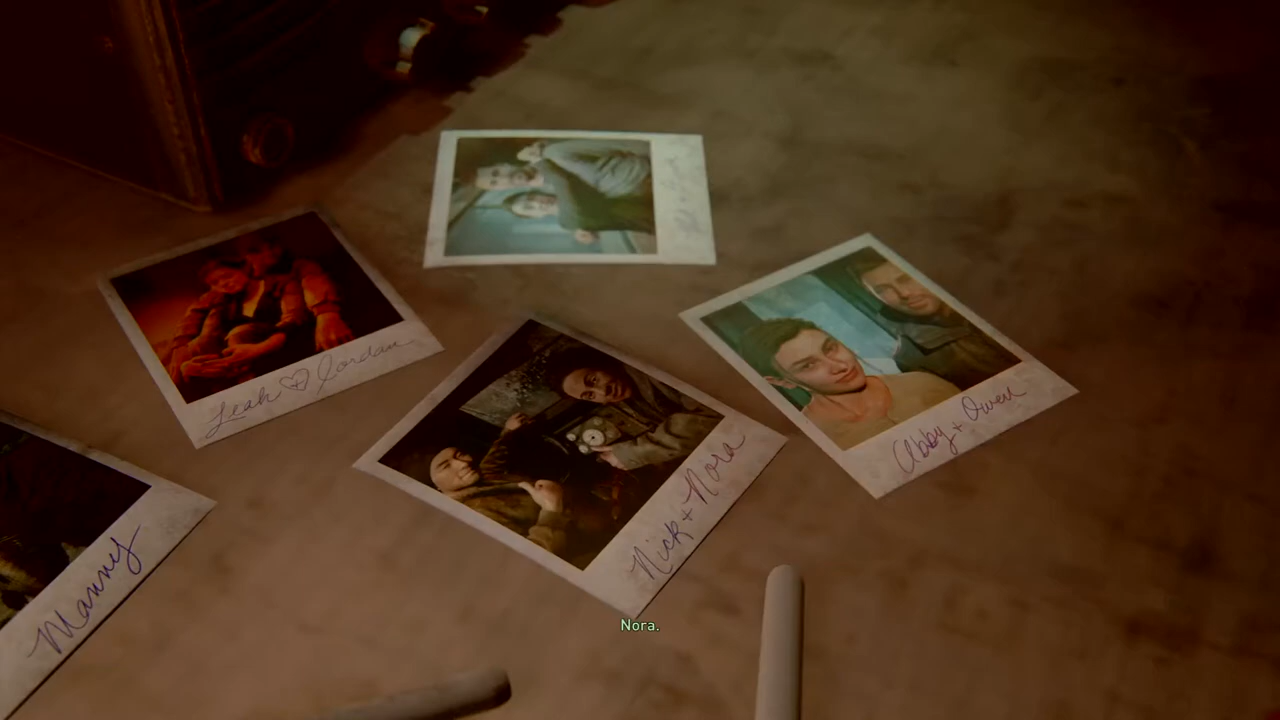 Leah ♡ Jordan
Abby + Owen
Nick + Nora
Manny
Nora.